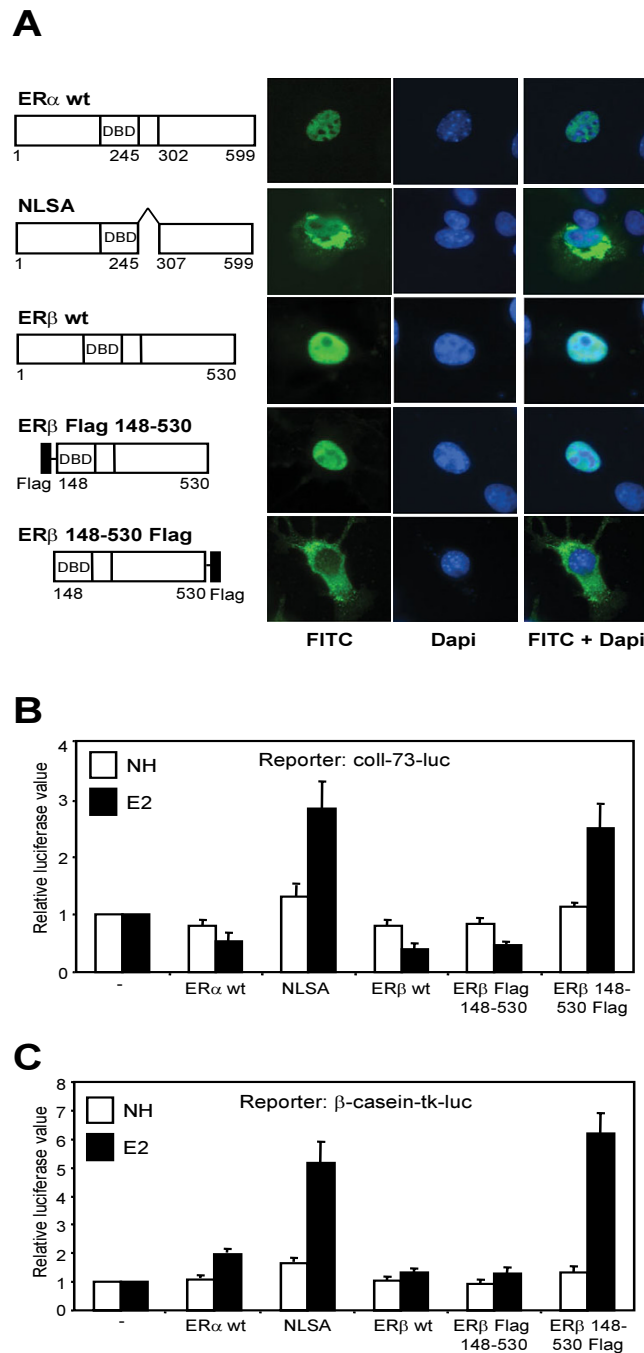 A
ERα wt
DBD
1 245 302 599
NLSA
DBD
1 245 307 599
ERβ wt
DBD
1 530
ERβ Flag 148-530
DBD
Flag 148 530
ERβ 148-530 Flag
DBD
148 530 Flag
FITC Dapi FITC + Dapi
B
Reporter: coll-73-luc
NH
E2
Relative luciferase value
4
3
2
1
0
- ERα wt NLSA ERβ wt ERβ Flag ERβ 148-
148-530 530 Flag
C
Reporter: β-casein-tk-luc
NH
E2
Relative luciferase value
8
7
6
5
4
3
2
1
0
- ERα wt NLSA ERβ wt ERβ Flag ERβ 148-
148-530 530 Flag